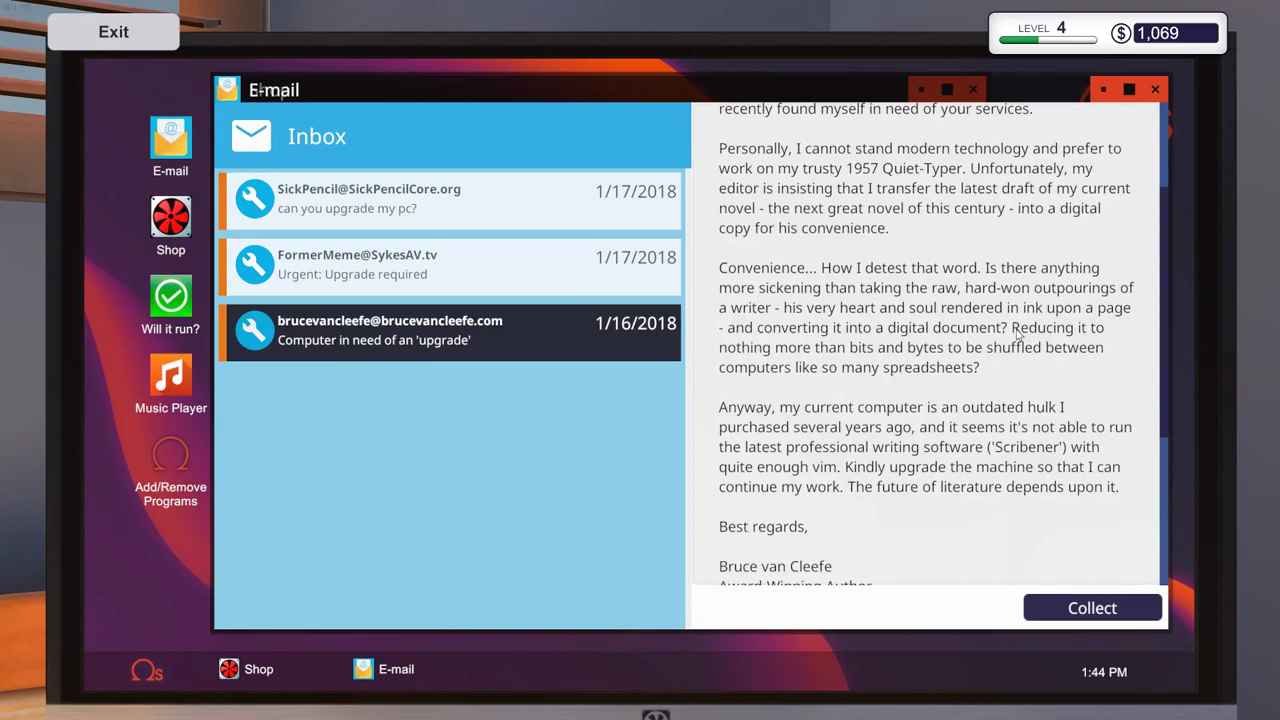 Exit
LEVEL 4
$ 1,069
E-mail
E-mail
Shop
Will it run?
Music Player
Add/Remove
Programs
Inbox
SickPencil@SickPencilCore.org
1/17/2018
can you upgrade my pc?
FormerMeme@SykesAV.tv
1/17/2018
Urgent: Upgrade required
brucevancleefe@brucevancleefe.com
1/16/2018
Computer in need of an 'upgrade'
recently found myself in need of your services.
Personally, I cannot stand modern technology and prefer to
work on my trusty 1957 Quiet-Typer. Unfortunately, my
editor is insisting that I transfer the latest draft of my current
novel - the next great novel of this century - into a digital
copy for his convenience.
Convenience... How I detest that word. Is there anything
more sickening than taking the raw, hard-won outpourings of
a writer - his very heart and soul rendered in ink upon a page
- and converting it into a digital document? Reducing it to
nothing more than bits and bytes to be shuffled between
computers like so many spreadsheets?
Anyway, my current computer is an outdated hulk I
purchased several years ago, and it seems it's not able to run
the latest professional writing software ('Scribener') with
quite enough vim. Kindly upgrade the machine so that I can
continue my work. The future of literature depends upon it.
Best regards,
Bruce van Cleefe
Award-Winning Author
Collect
Ωs
Shop
E-mail
1:44 PM